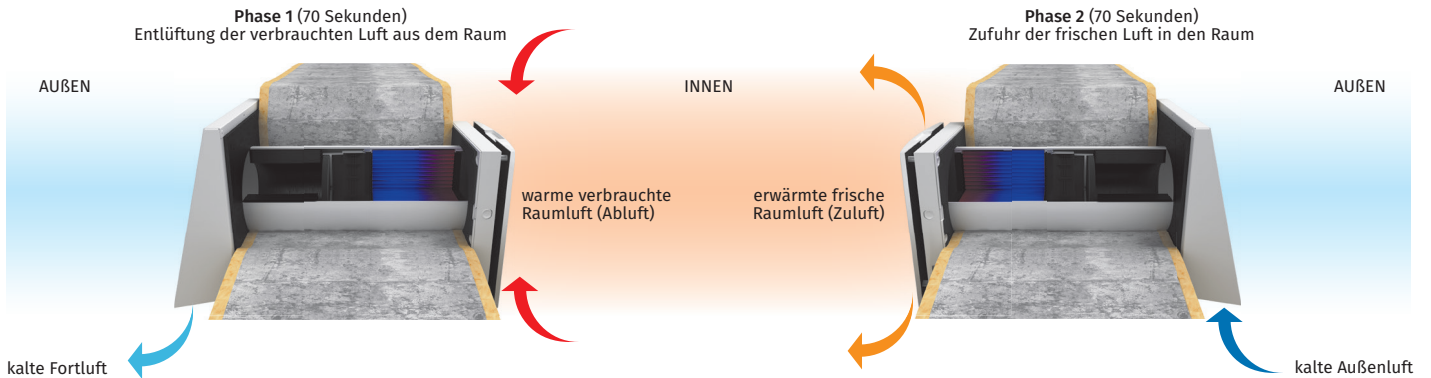 Phase 1 (70 Sekunden)
Entlüftung der verbrauchten Luft aus dem Raum
Phase 2 (70 Sekunden)
Zufuhr der frischen Luft in den Raum
AUßEN
INNEN
AUßEN
warme verbrauchte
Raumluft (Abluft)
erwärmte frische
Raumluft (Zuluft)
kalte Fortluft
kalte Außenluft